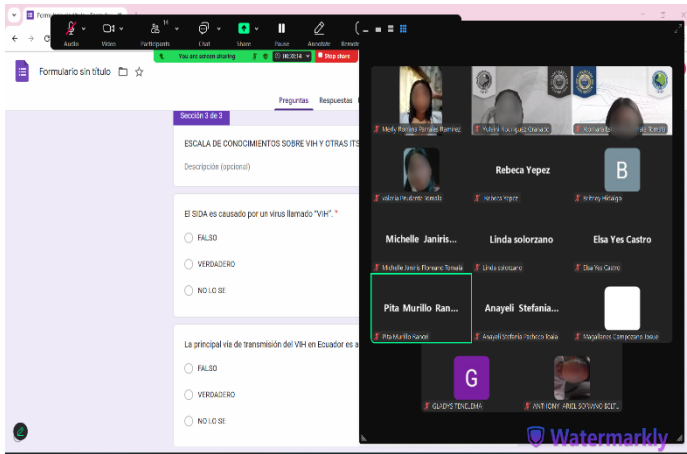 Audio Video Participants 14 Chat Share Pause Annotate
You are screen sharing Stop share
Formulario sin título
Preguntas Respuestas
Sección 3 de 3
ESCALA DE CONOCIMIENTOS SOBRE VIH Y OTRAS ITS
Descripción (opcional)
El SIDA es causado por un virus llamado "VIH". *
FALSO
VERDADERO
NO LO SE
La principal vía de transmisión del VIH en Ecuador es a
FALSO
VERDADERO
NO LO SE
Rebeca Yepez
B
Rebeca Yepez
Britney Hidalgo
Michelle Janiris...
Linda solorzano
Elsa Yes Castro
Linda solorzano
Elsa Yes Castro
Pita Murillo Ran...
Anayeli Stefania...
G
Watermarkly